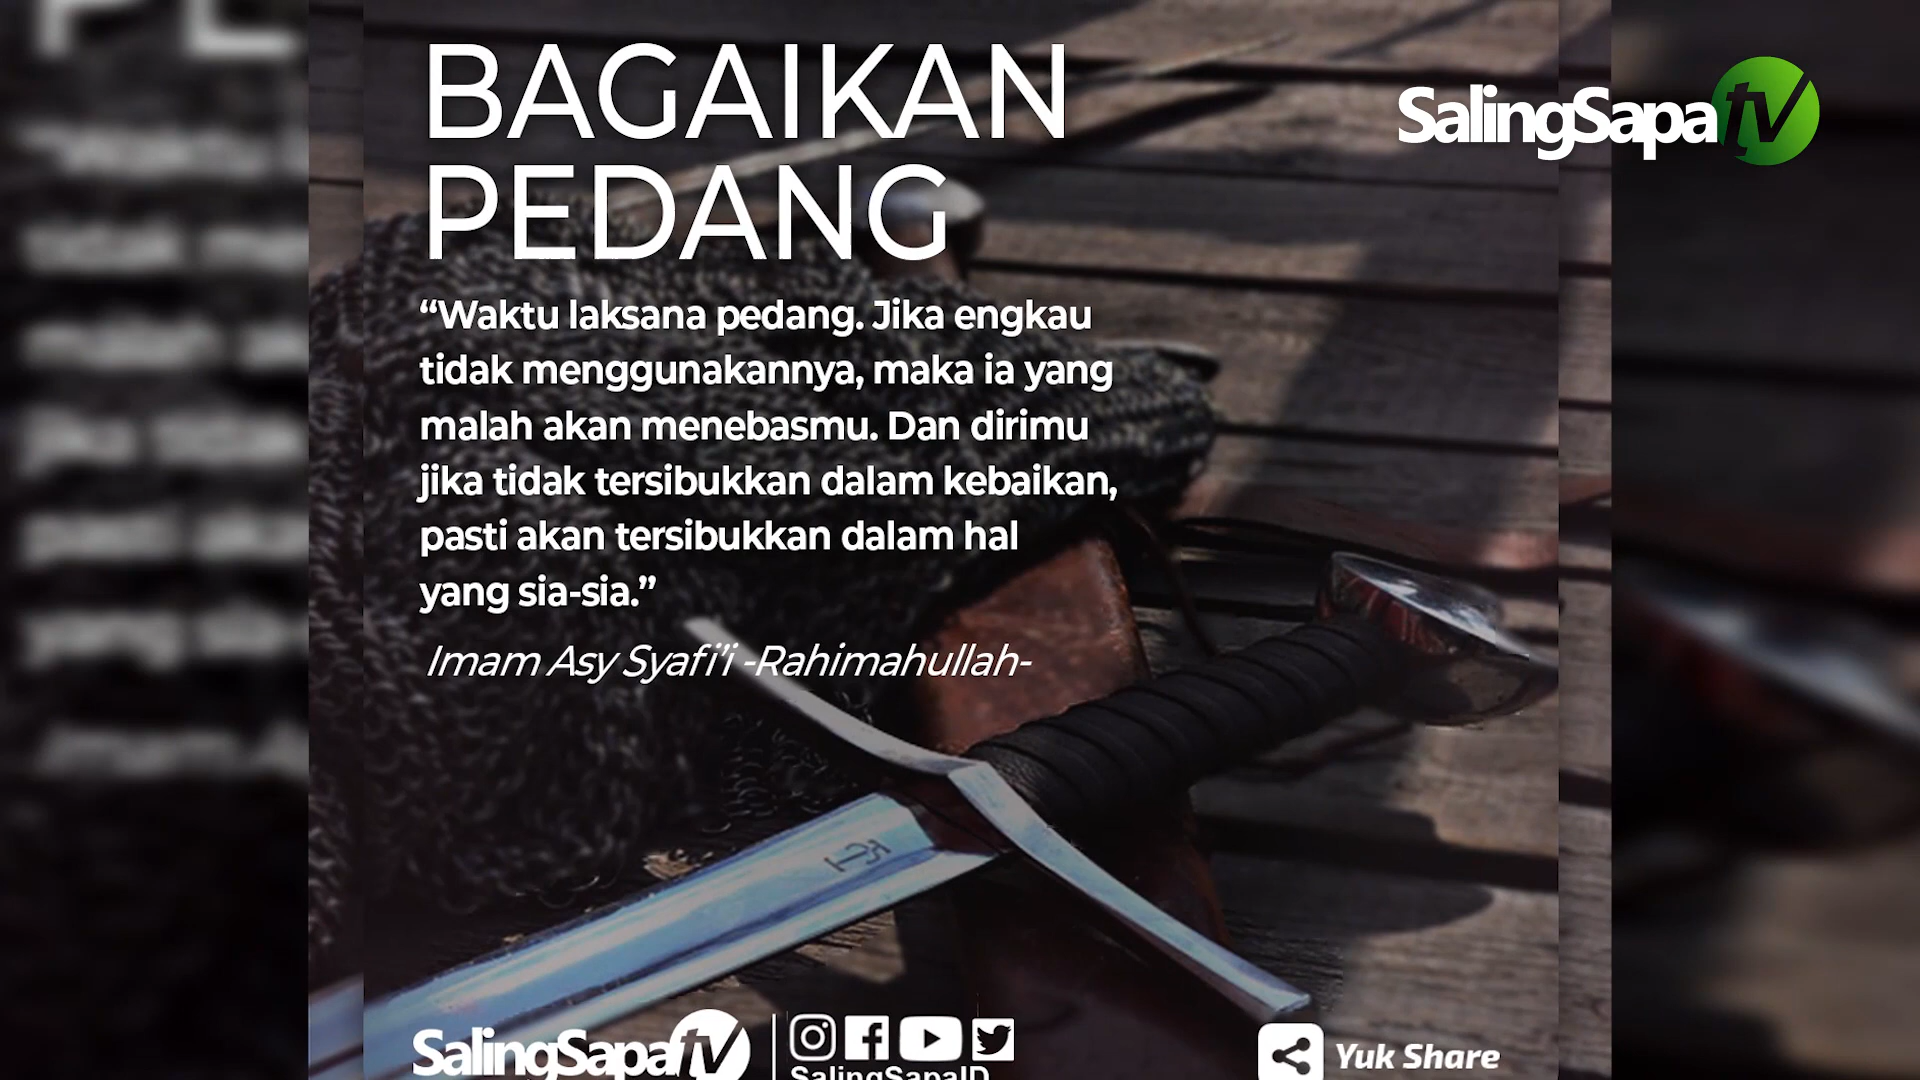 BAGAIKAN
PEDANG
SalingSapa tv
“Waktu laksana pedang. Jika engkau
tidak menggunakannya, maka ia yang
malah akan menebasmu. Dan dirimu
jika tidak tersibukkan dalam kebaikan,
pasti akan tersibukkan dalam hal
yang sia-sia.”
Imam Asy Syafi’i -Rahimahullah-
SalingSapa tv
SalingSapaID
Yuk Share